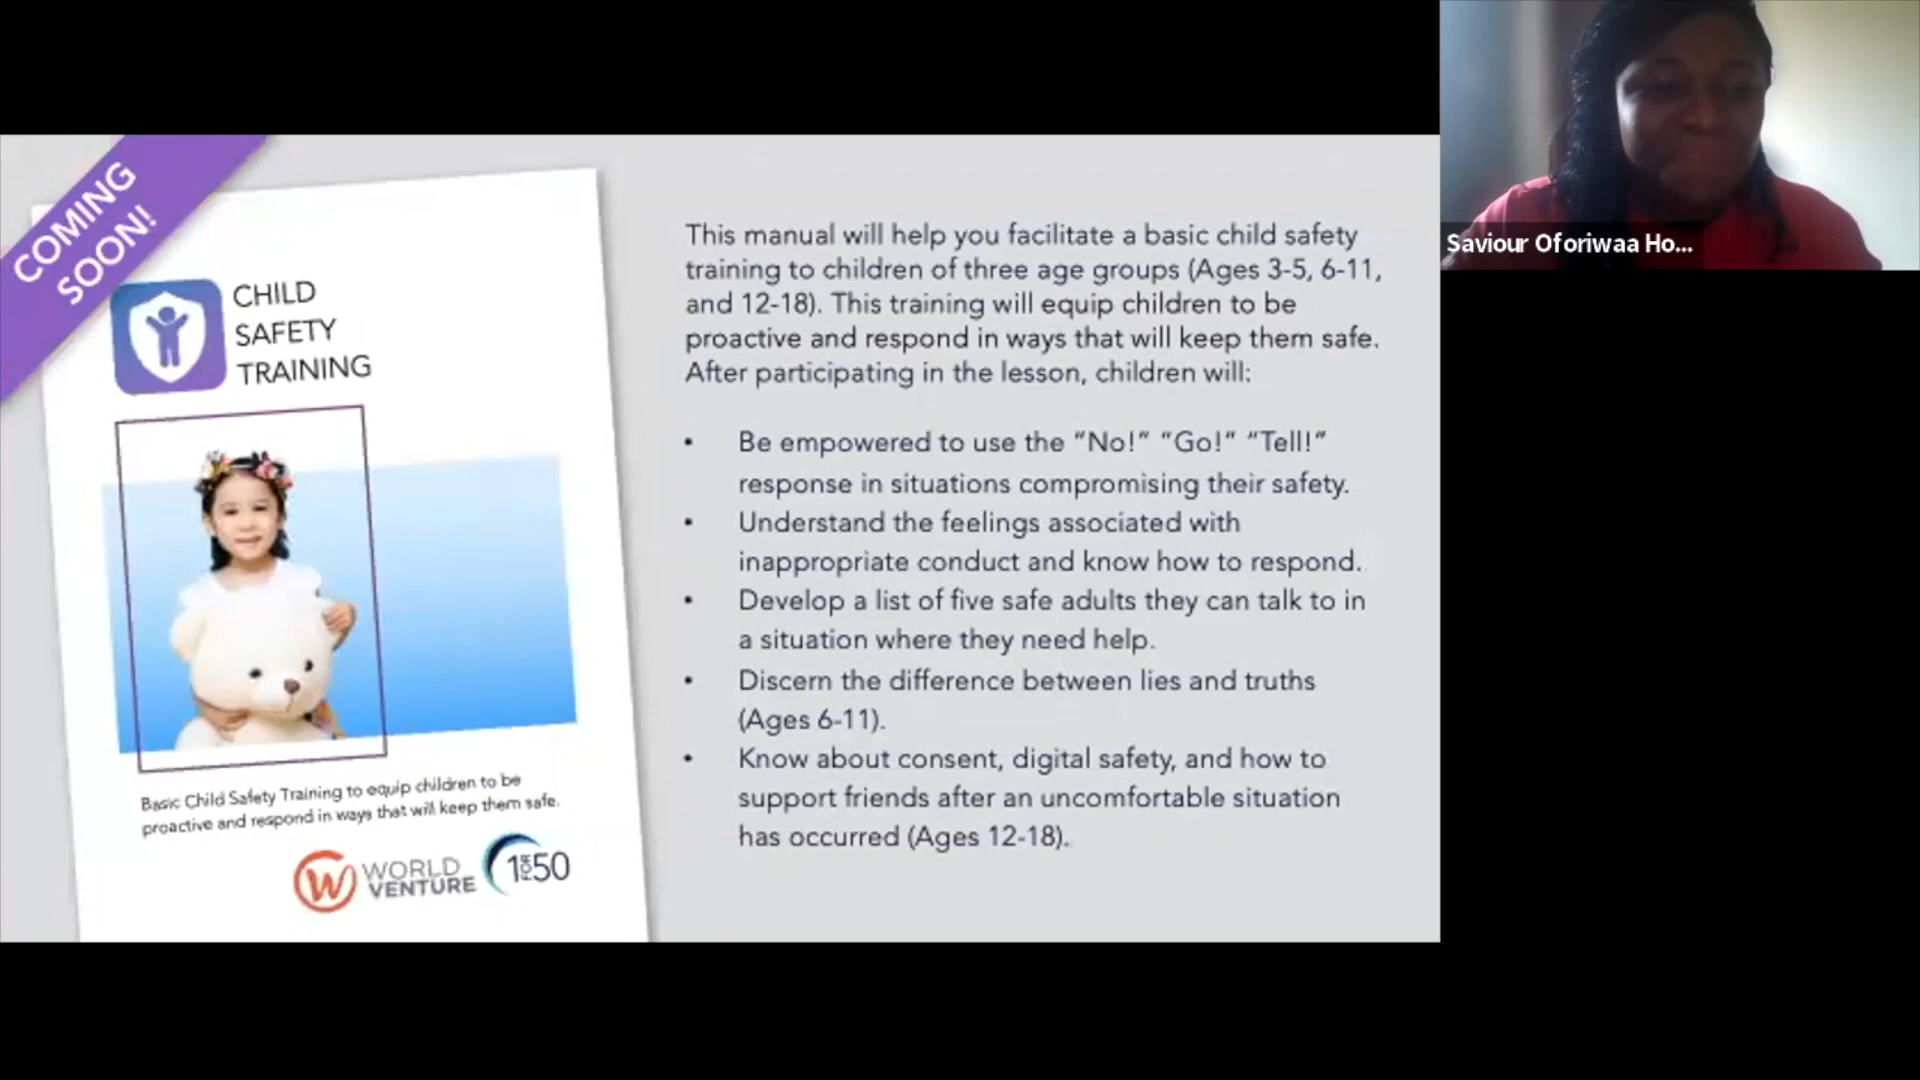 COMING
SOON!
CHILD
SAFETY
TRAINING
Basic Child Safety Training to equip children to be
proactive and respond in ways that will keep them safe.
W WORLD
VENTURE
1FOR50
This manual will help you facilitate a basic child safety
training to children of three age groups (Ages 3-5, 6-11,
and 12-18). This training will equip children to be
proactive and respond in ways that will keep them safe.
After participating in the lesson, children will:
• Be empowered to use the “No!” “Go!” “Tell!”
response in situations compromising their safety.
• Understand the feelings associated with
inappropriate conduct and know how to respond.
• Develop a list of five safe adults they can talk to in
a situation where they need help.
• Discern the difference between lies and truths
(Ages 6-11).
• Know about consent, digital safety, and how to
support friends after an uncomfortable situation
has occurred (Ages 12-18).
Saviour Oforiwaa Ho...